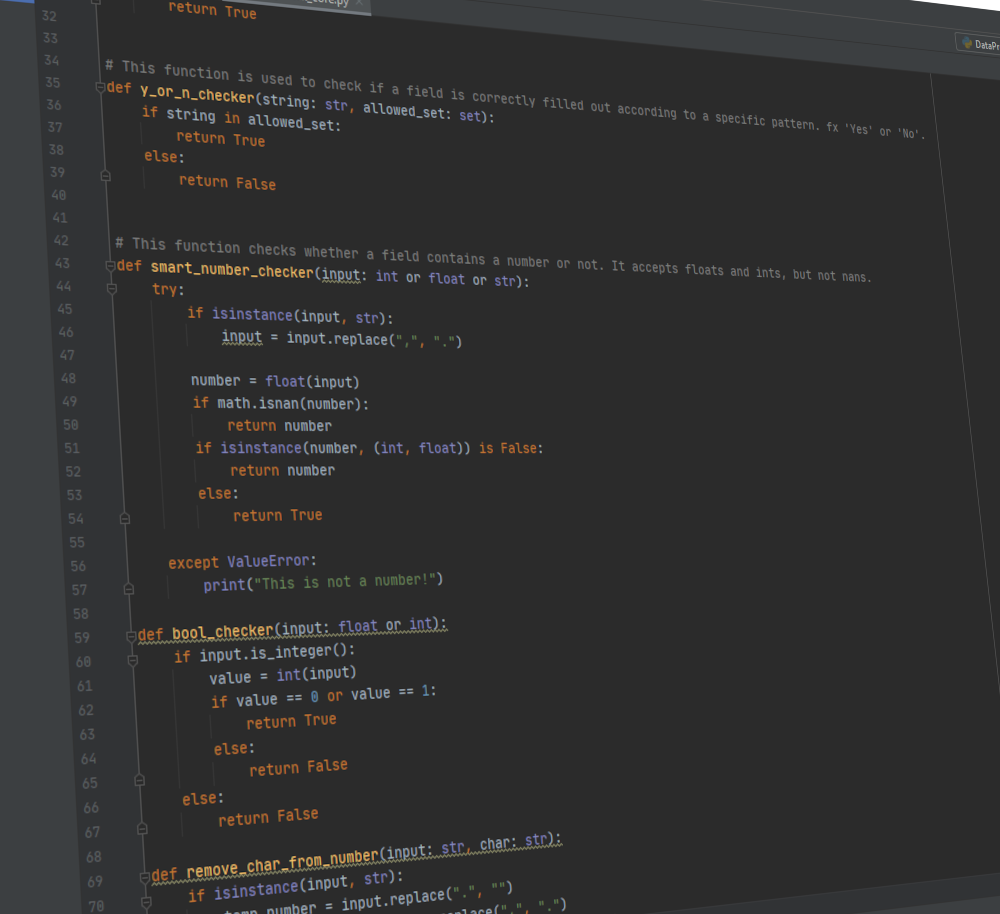 _core.py
DataPr
32 return True
33
34
35 # This function is used to check if a field is correctly filled out according to a specific pattern. fx 'Yes' or 'No'.
36 def y_or_n_checker(string: str, allowed_set: set):
37 if string in allowed_set:
38 return True
39 else:
40 return False
41
42
43 # This function checks whether a field contains a number or not. It accepts floats and ints, but not nans.
44 def smart_number_checker(input: int or float or str):
45 try:
46 if isinstance(input, str):
47 input = input.replace(",", ".")
48
49 number = float(input)
50 if math.isnan(number):
51 return number
52 if isinstance(number, (int, float)) is False:
53 return number
54 else:
55 return True
56
57 except ValueError:
58 print("This is not a number!")
59
60 def bool_checker(input: float or int):
61 if input.is_integer():
62 value = int(input)
63 if value == 0 or value == 1:
64 return True
65 else:
66 return False
67 else:
68 return False
69
70 def remove_char_from_number(input: str, char: str):
if isinstance(input, str):
number = input.replace(".", "")
replace(",", ".")